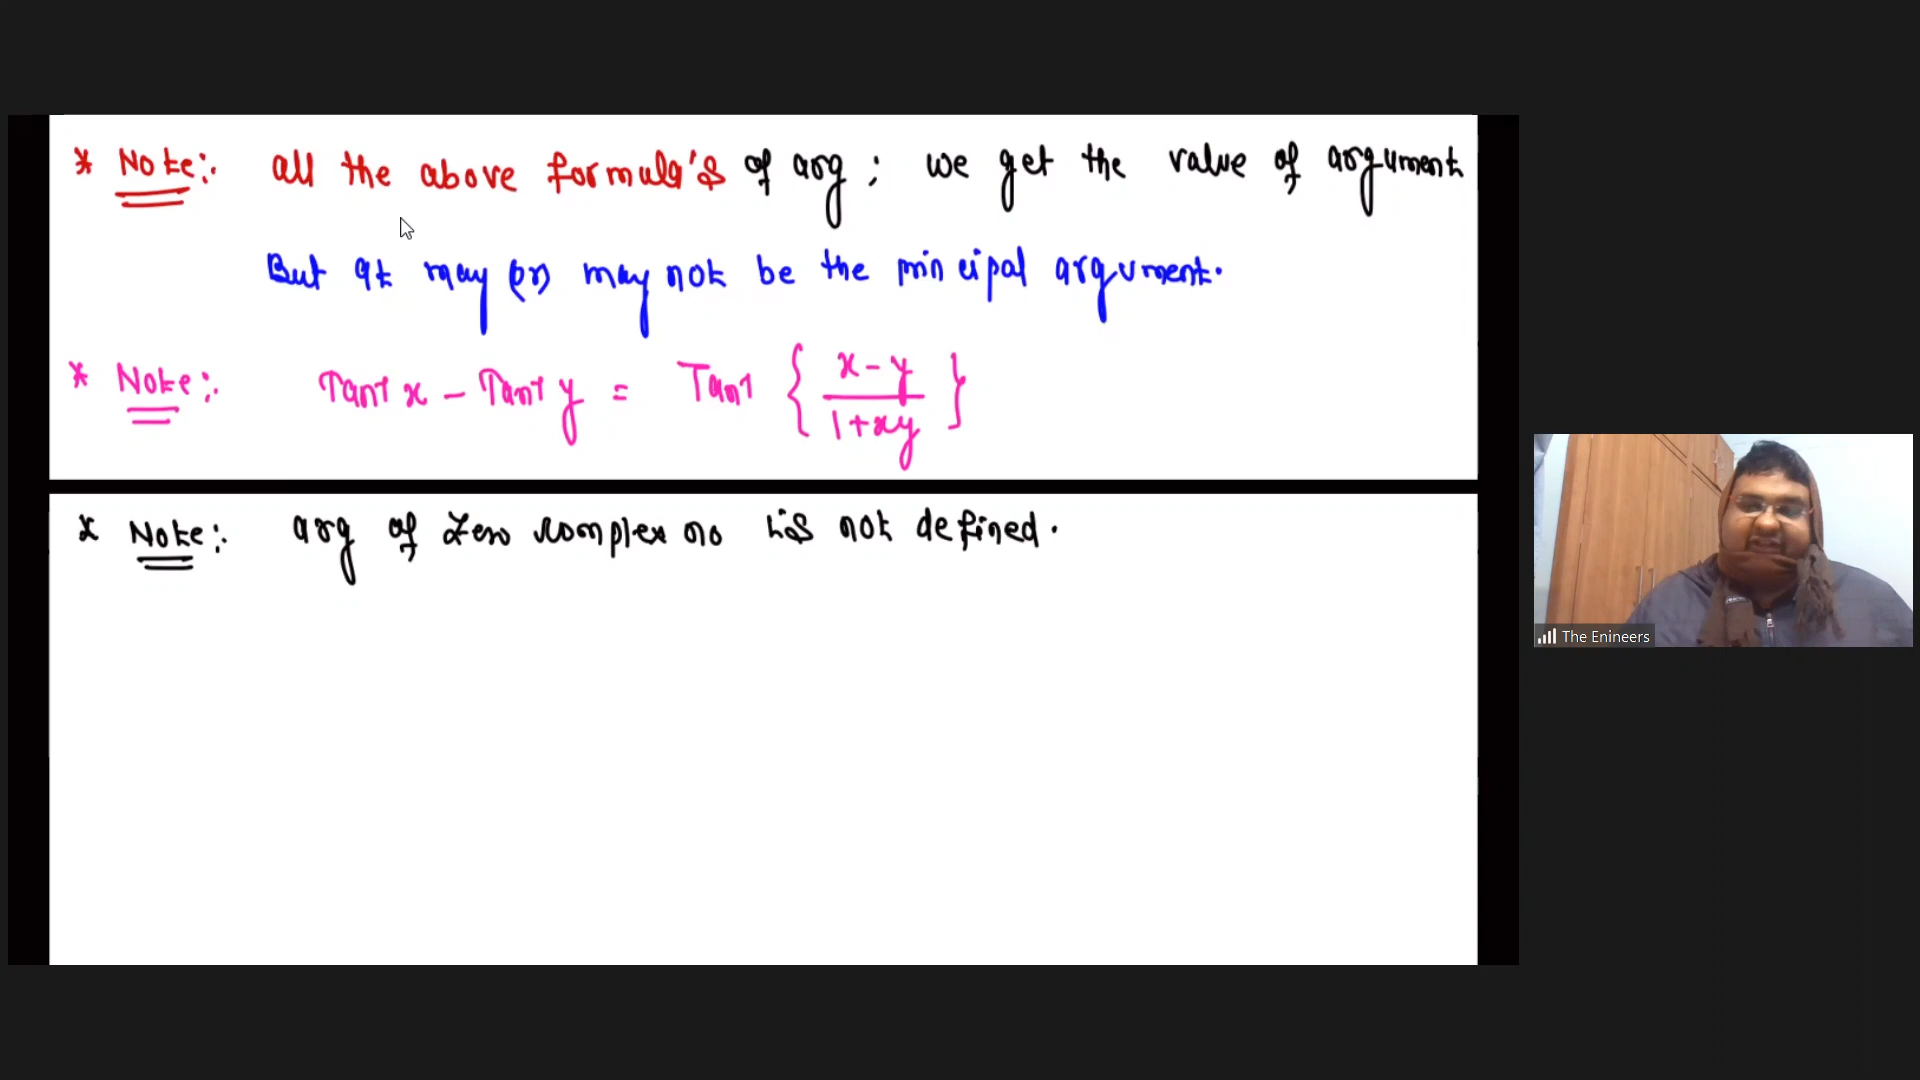 * Note:- all the above formula's of arg ; we get the value of argument
But it may (or) may not be the principal argument.
* Note:- Tan⁻¹ x - Tan⁻¹ y = Tan⁻¹ { x-y / 1+xy }
* Note:- arg of zero complex no is not defined.
The Enineers